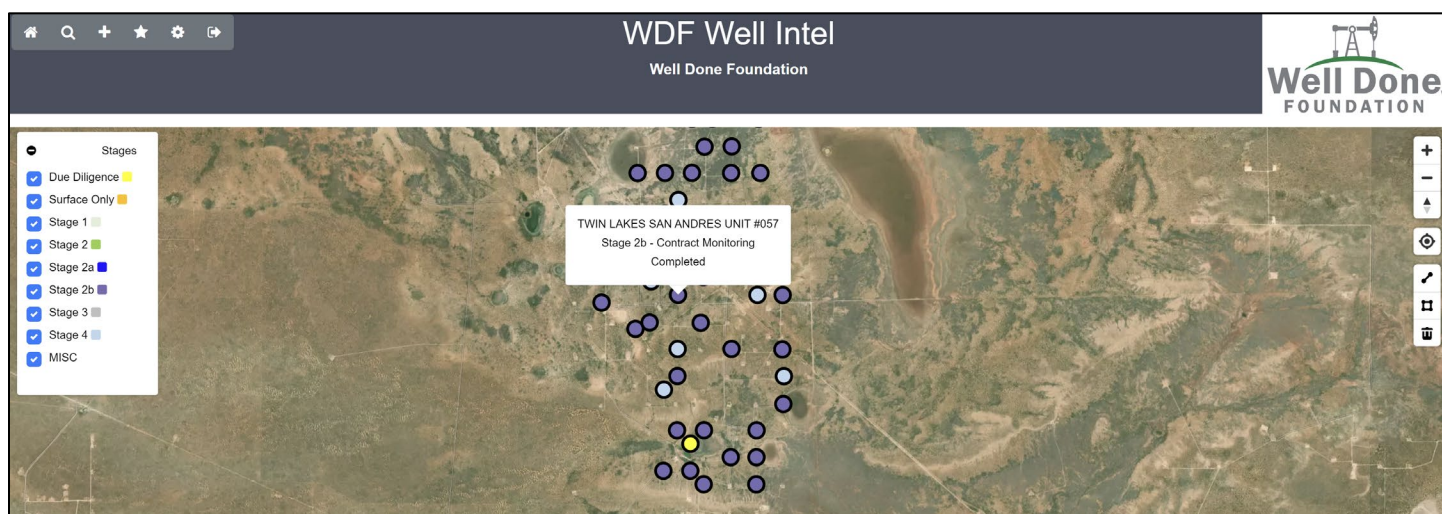 WDF Well Intel
Well Done Foundation
Well Done
FOUNDATION
Stages
Due Diligence
Surface Only
Stage 1
Stage 2
Stage 2a
Stage 2b
Stage 3
Stage 4
MISC
TWIN LAKES SAN ANDRES UNIT #057
Stage 2b - Contract Monitoring
Completed